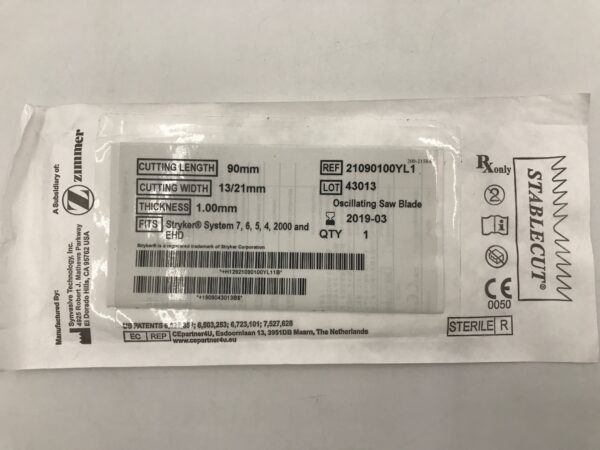 A Subsidiary of:
zimmer
Manufactured By:
Symmetry Technology, Inc.
4925 Robert J. Mathews Parkway
El Dorado Hills, CA 95762 USA
CUTTING LENGTH 90mm
CUTTING WIDTH 13/21mm
THICKNESS 1.00mm
FITS Stryker® System 7, 6, 5, 4, 2000 and
EHD
Stryker® is a registered trademark of Stryker Corporation
REF 21090100YL1
LOT 43013
Oscillating Saw Blade
2019-03
QTY 1
*+H12821090100YL11B*
US PATENTS 6,503,253; 6,723,101; 7,527,628
EC REP CEpartner4U, Esdoornlaan 13, 3951DB Maarn, The Netherlands
www.cepartner4u.eu
Rx only
STABLECUT®
2
CE
0050
STERILE R